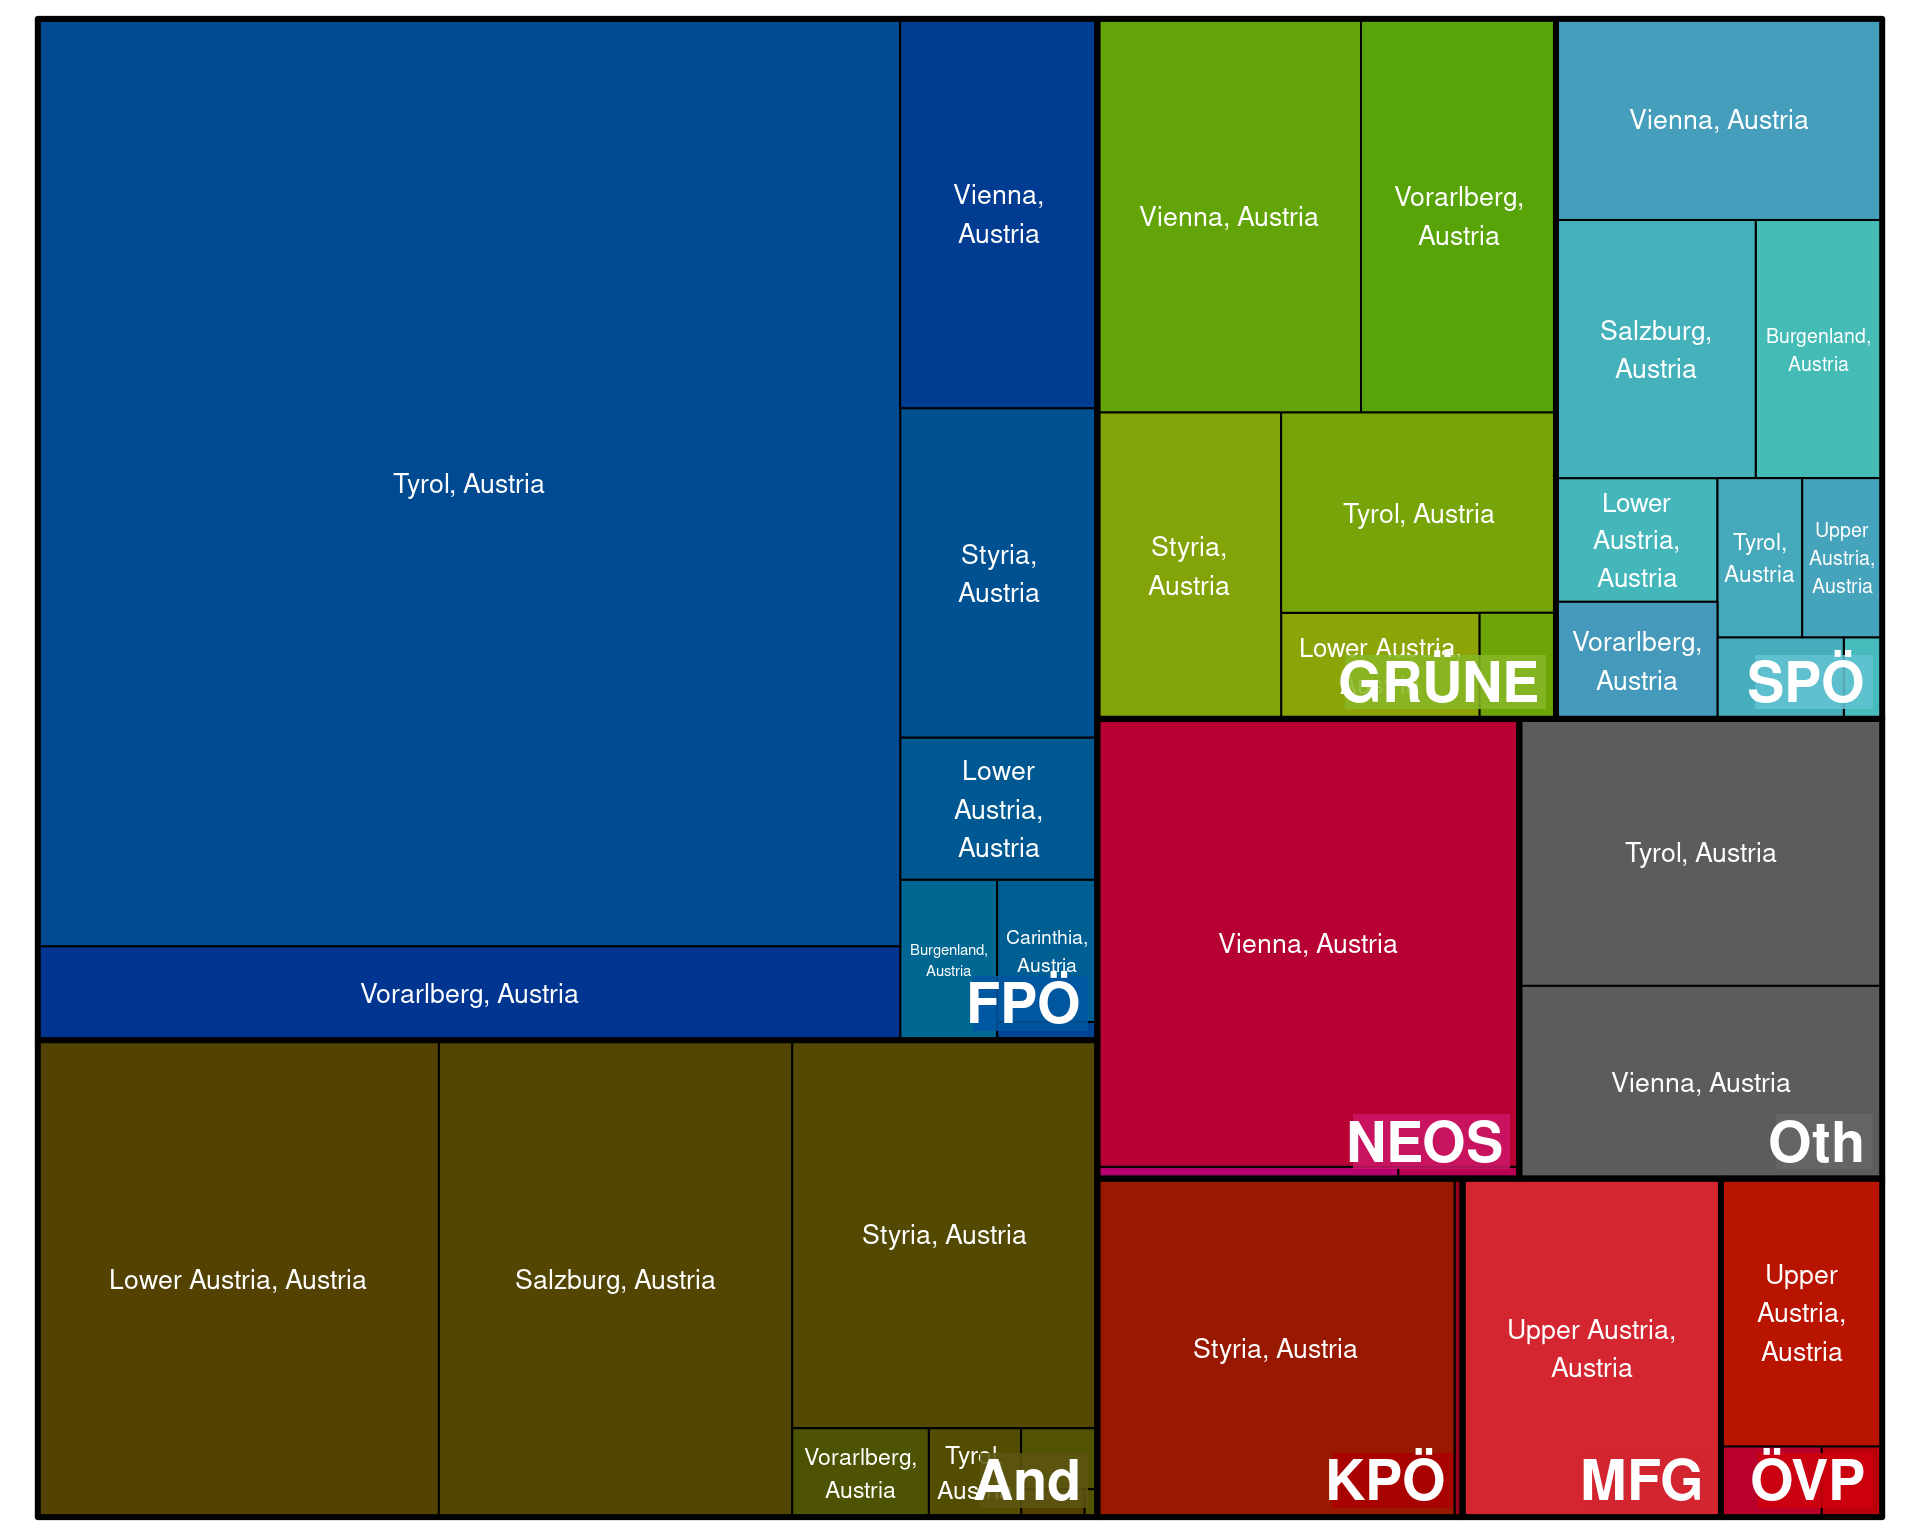 Tyrol, Austria
Vorarlberg, Austria
Vienna,
Austria
Styria,
Austria
Lower
Austria,
Austria
Burgenland,
Austria
Carinthia,
Austria
FPÖ
Lower Austria, Austria
Salzburg, Austria
Styria, Austria
Vorarlberg,
Austria
Tyrol,
Austria
And
Vienna, Austria
Vorarlberg,
Austria
Styria,
Austria
Tyrol, Austria
Lower Austria,
Austria
GRÜNE
Vienna, Austria
Salzburg,
Austria
Burgenland,
Austria
Lower
Austria,
Austria
Vorarlberg,
Austria
Tyrol,
Austria
Upper
Austria,
Austria
SPÖ
Vienna, Austria
NEOS
Tyrol, Austria
Vienna, Austria
Oth
Styria, Austria
KPÖ
Upper Austria,
Austria
MFG
Upper
Austria,
Austria
ÖVP